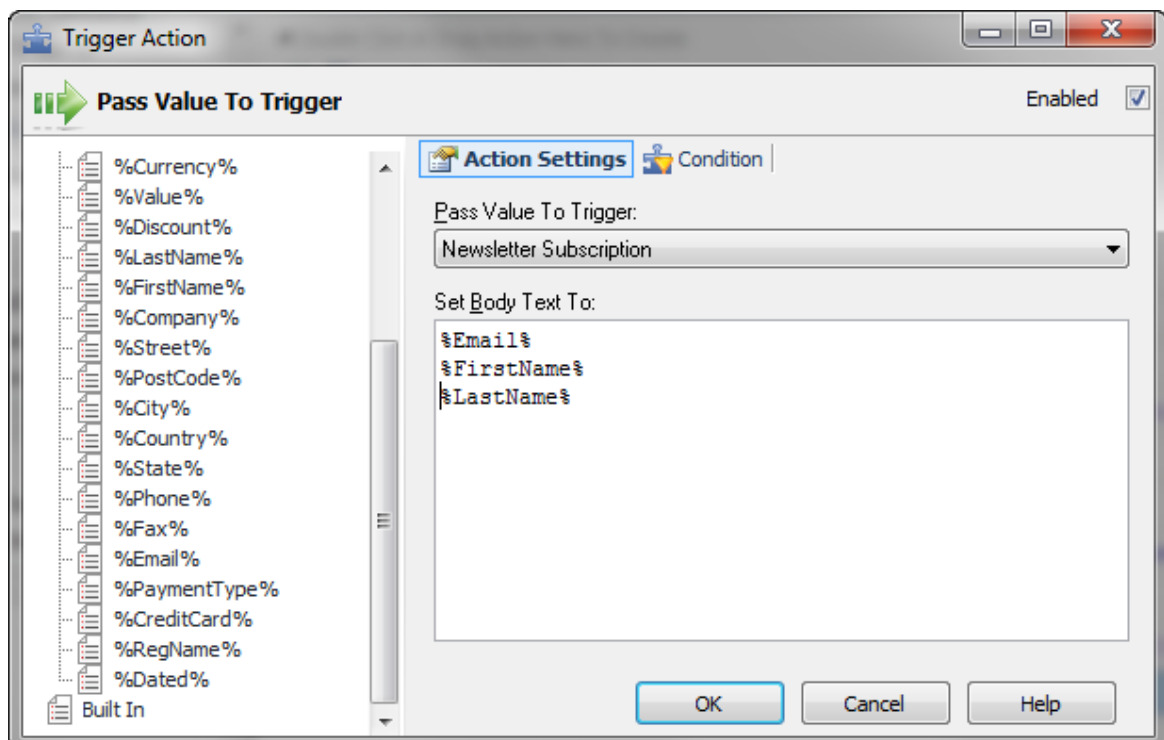 Trigger Action
Pass Value To Trigger
Enabled
%Currency%
%Value%
%Discount%
%LastName%
%FirstName%
%Company%
%Street%
%PostCode%
%City%
%Country%
%State%
%Phone%
%Fax%
%Email%
%PaymentType%
%CreditCard%
%RegName%
%Dated%
Built In
Action Settings
Condition
Pass Value To Trigger:
Newsletter Subscription
Set Body Text To:
%Email%
%FirstName%
%LastName%
OK
Cancel
Help